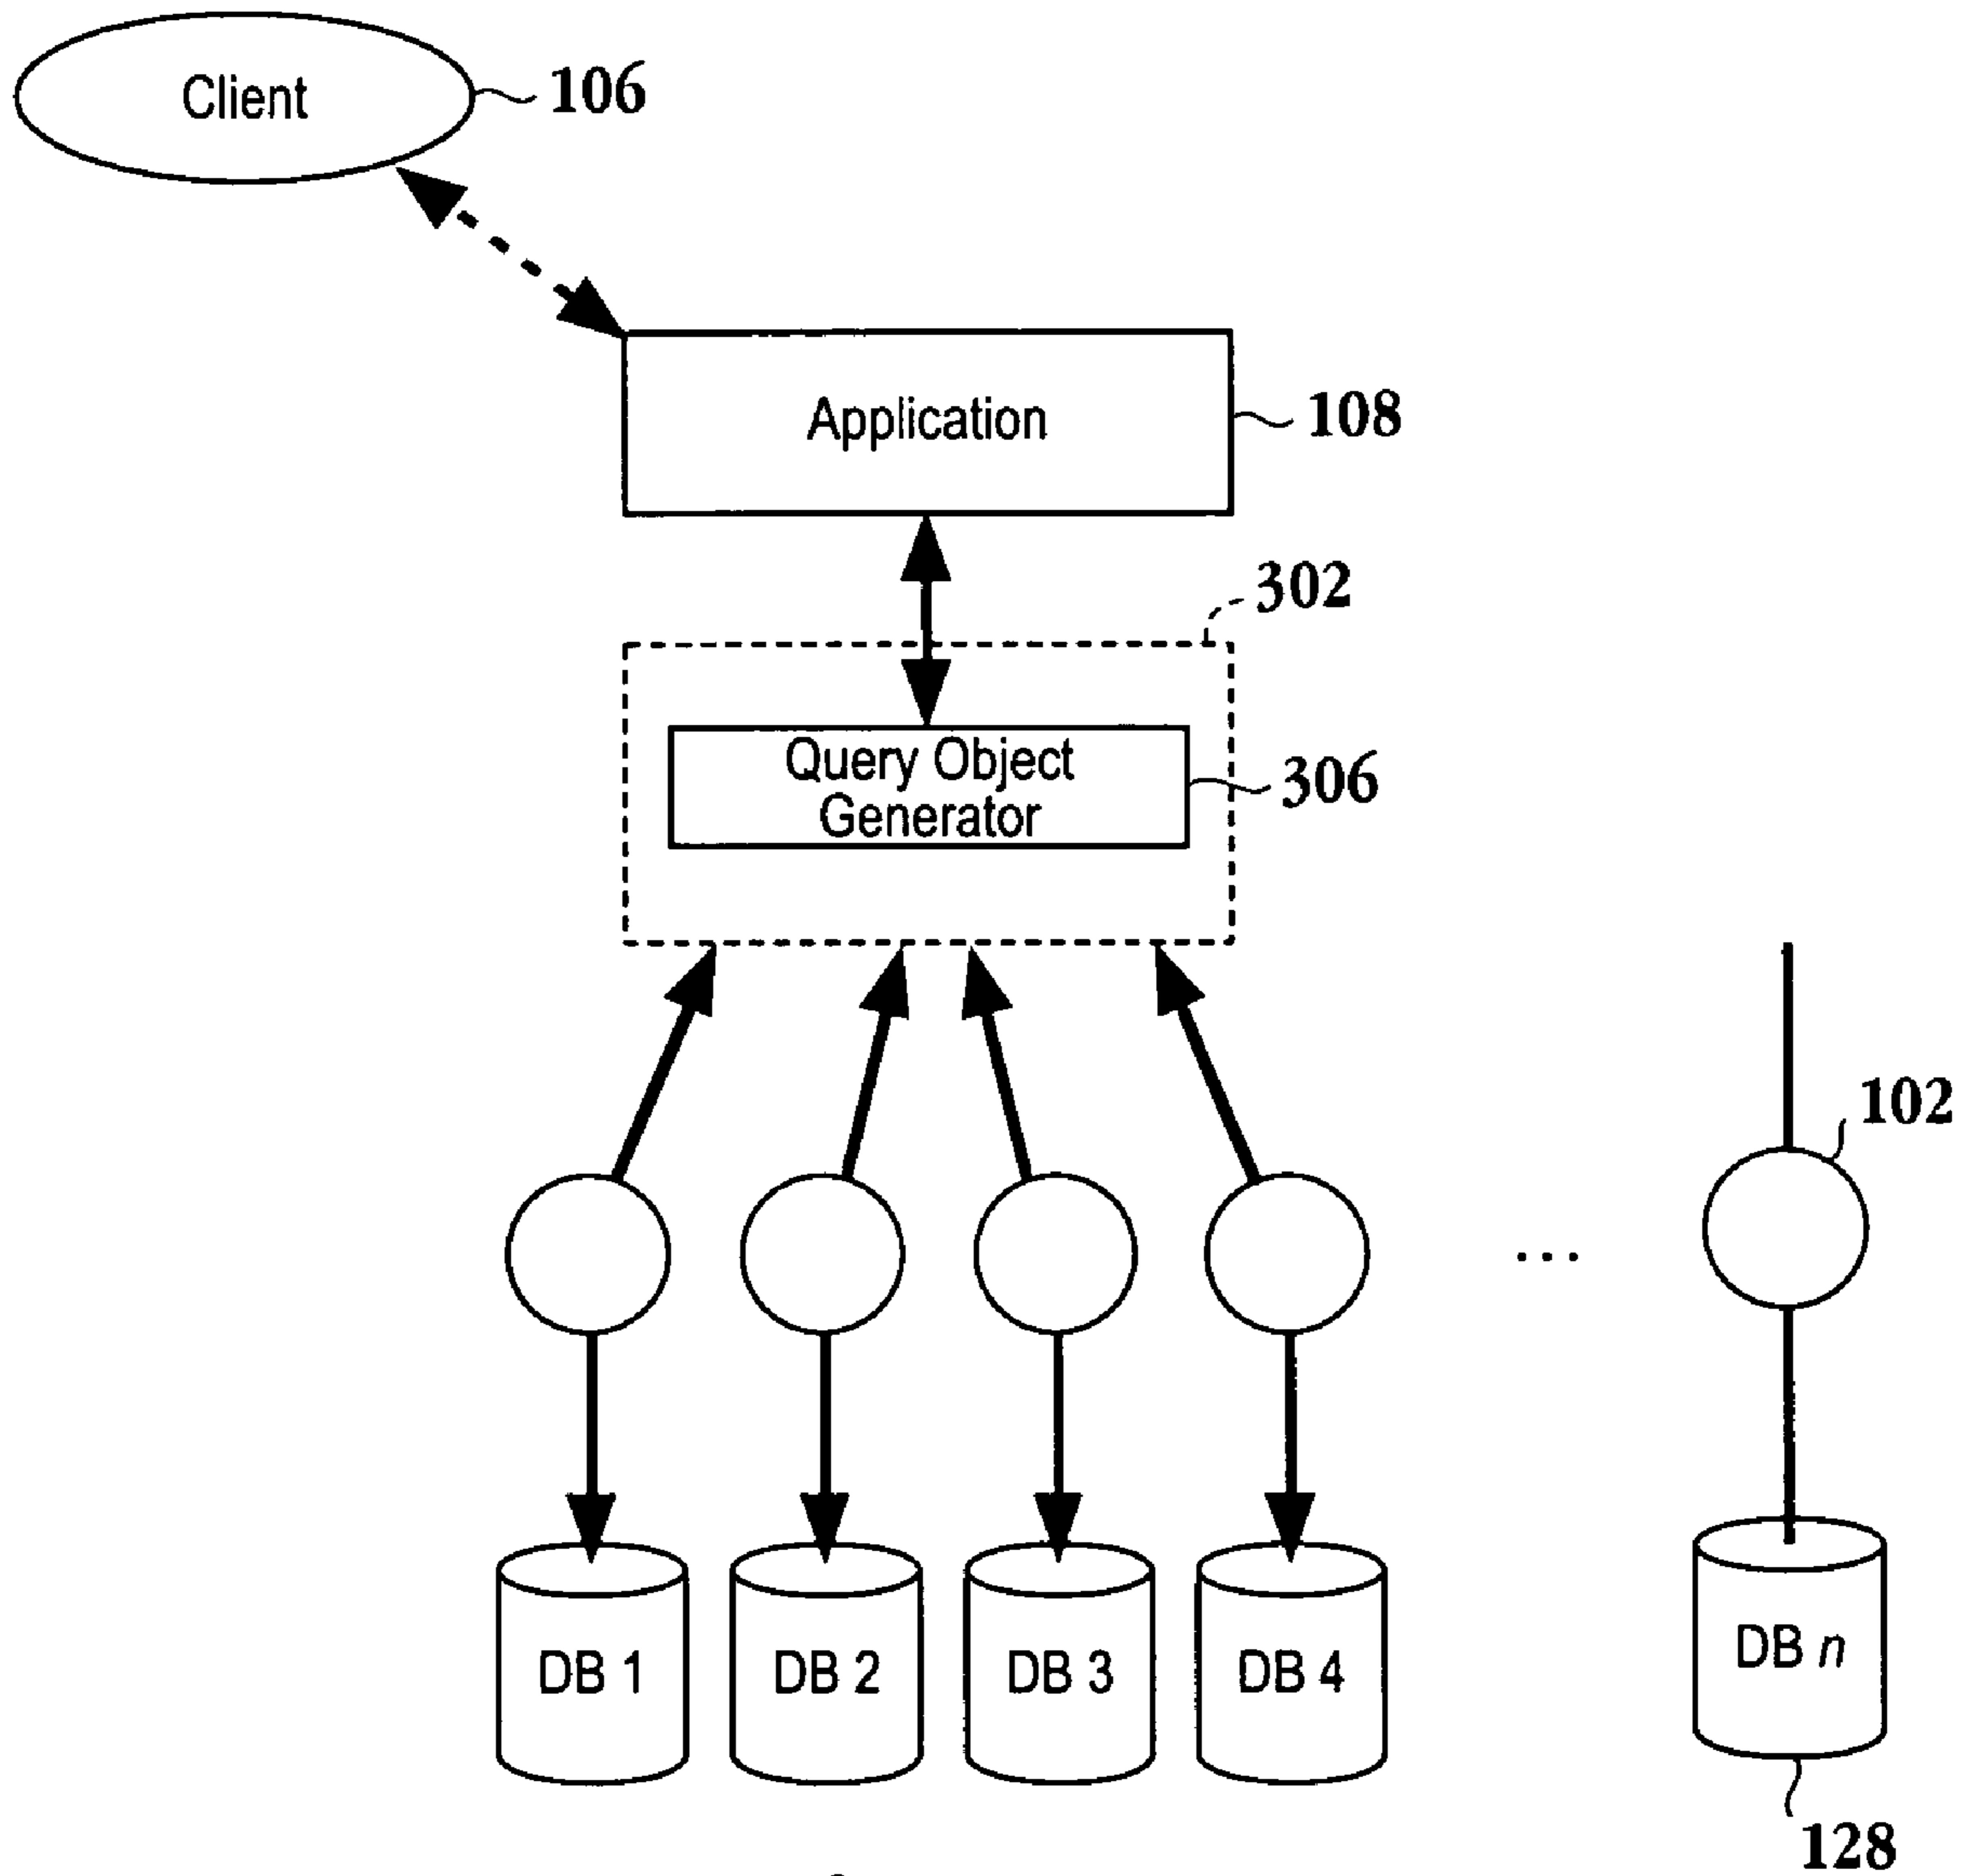 Client
106
Application
108
302
Query Object
Generator
306
102
...
DB 1
DB 2
DB 3
DB 4
DB n
128